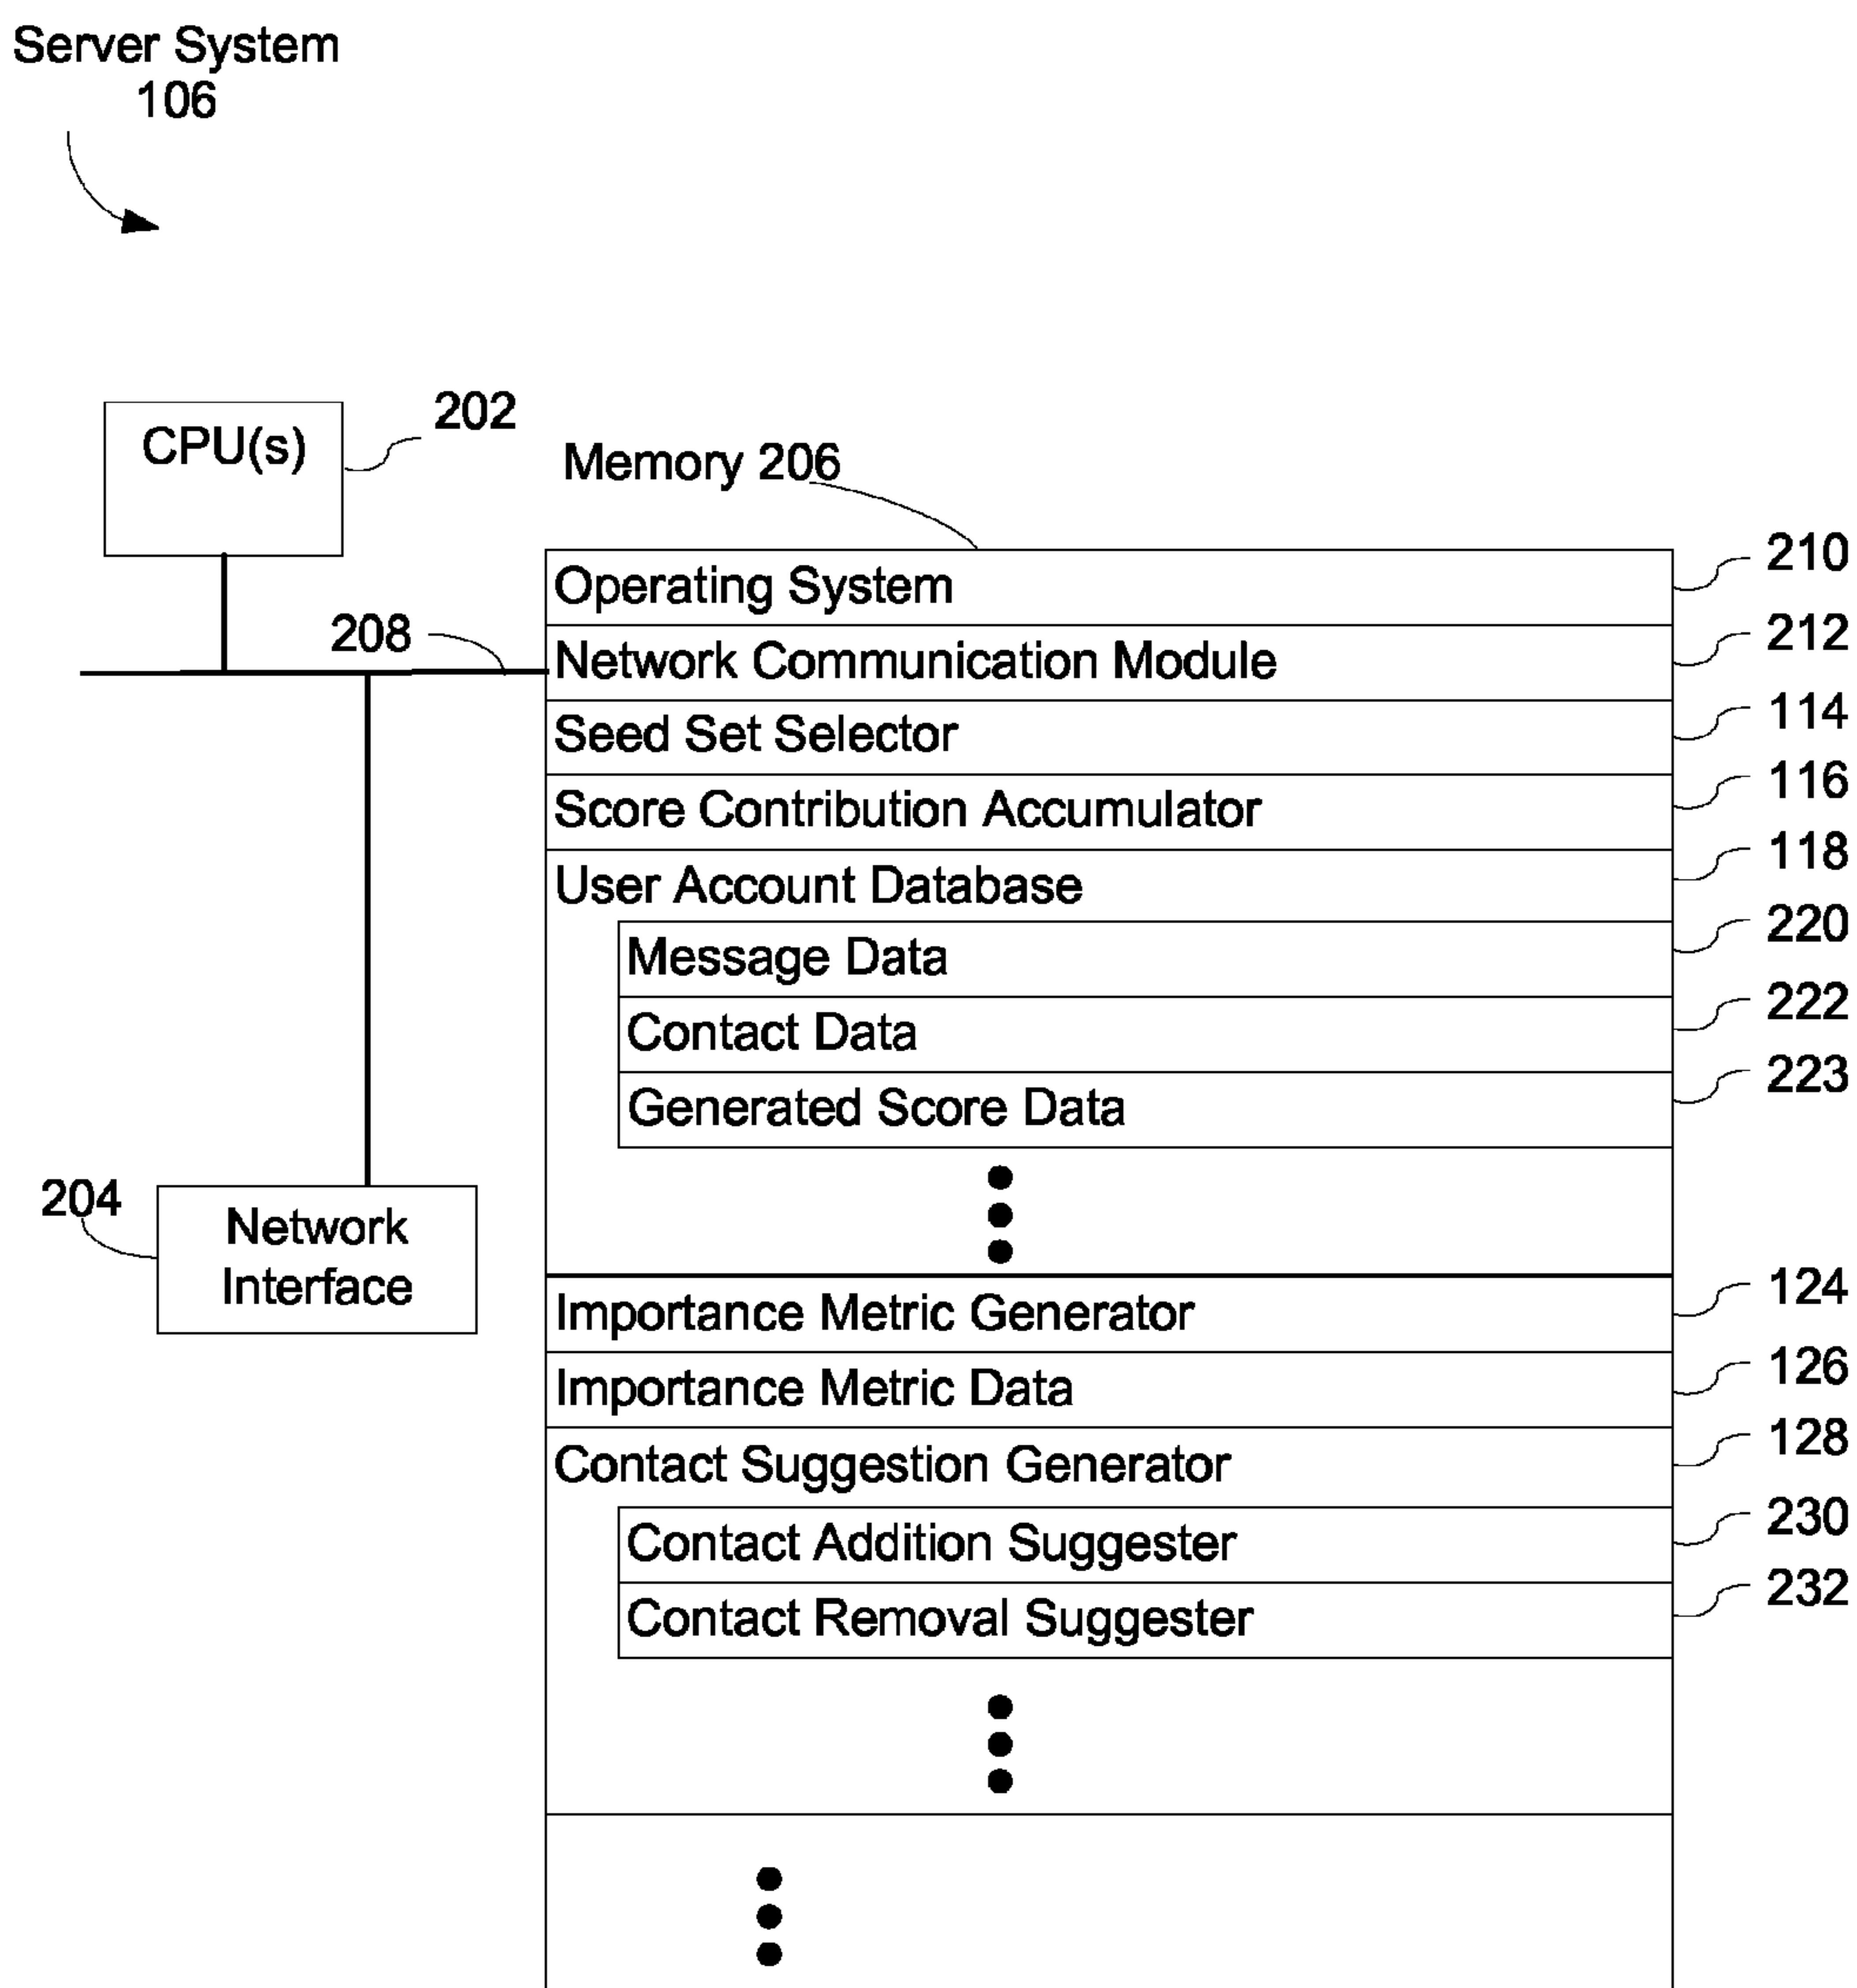 Server System
106
CPU(s)
202
Memory 206
208
Operating System
210
Network Communication Module
212
Seed Set Selector
114
Score Contribution Accumulator
116
User Account Database
118
Message Data
220
Contact Data
222
Generated Score Data
223
204
Network
Interface
Importance Metric Generator
124
Importance Metric Data
126
Contact Suggestion Generator
128
Contact Addition Suggester
230
Contact Removal Suggester
232